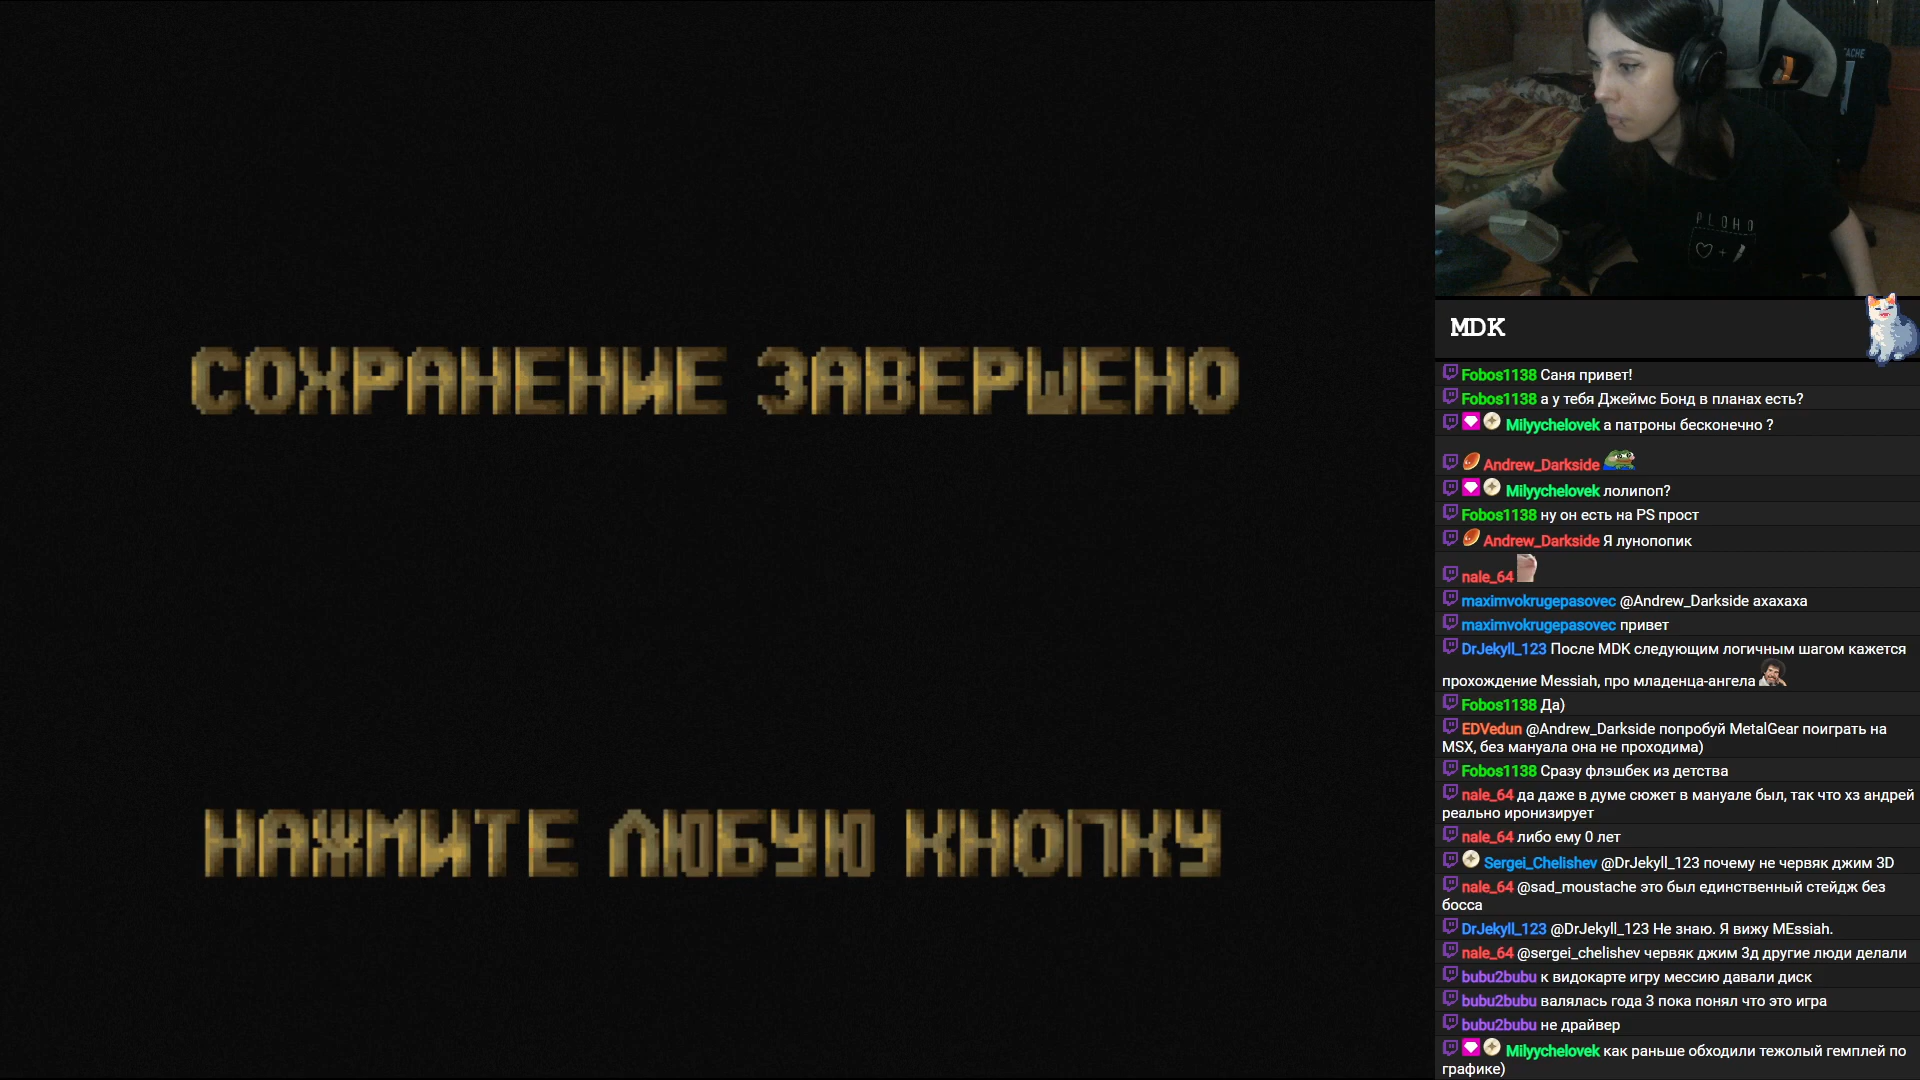 СОХРАНЕНИЕ ЗАВЕРШЕНО
НАЖМИТЕ ЛЮБУЮ КНОПКУ
ACHE
PLOHO
MDK
Fobos1138 Саня привет!
Fobos1138 а у тебя Джеймс Бонд в планах есть?
Milyychelovek а патроны бесконечно ?
Andrew_Darkside
Milyychelovek лолипоп?
Fobos1138 ну он есть на PS прост
Andrew_Darkside Я лунопопик
nale_64
maximvokrugepasovec @Andrew_Darkside ахахаха
maximvokrugepasovec привет
DrJekyll_123 После MDK следующим логичным шагом кажется
прохождение Messiah, про младенца-ангела
Fobos1138 Да)
EDVedun @Andrew_Darkside попробуй MetalGear поиграть на
MSX, без мануала она не проходима)
Fobos1138 Сразу флэшбек из детства
nale_64 да даже в думе сюжет в мануале был, так что хз андрей
реально иронизирует
nale_64 либо ему 0 лет
Sergei_Chelishev @DrJekyll_123 почему не червяк джим 3D
nale_64 @sad_moustache это был единственный стейдж без
босса
DrJekyll_123 @DrJekyll_123 Не знаю. Я вижу MEssiah.
nale_64 @sergei_chelishev червяк джим 3д другие люди делали
bubu2bubu к видокарте игру мессию давали диск
bubu2bubu валялась года 3 пока понял что это игра
bubu2bubu не драйвер
Milyychelovek как раньше обходили тежолый гемплей по
графике)